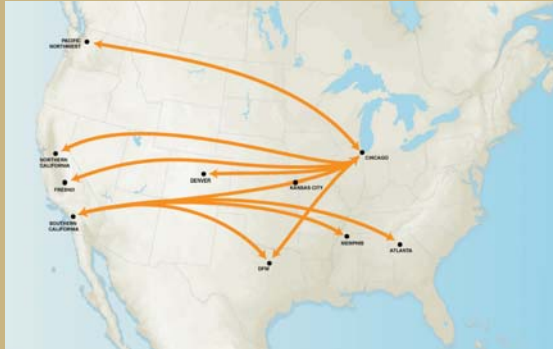 PACIFIC
NORTHWEST
NORTHERN
CALIFORNIA
FRESNO
SOUTHERN
CALIFORNIA
DENVER
KANSAS CITY
CHICAGO
DFW
MEMPHIS
ATLANTA